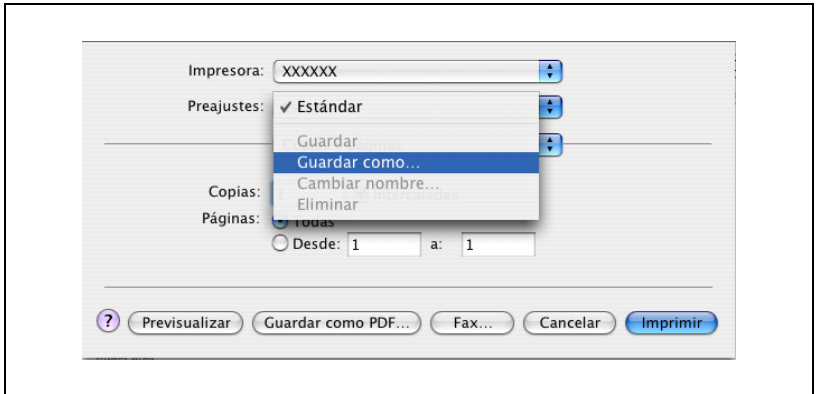 Impresora: XXXXXX
Preajustes: ✓ Estándar
Guardar
Guardar como...
Cambiar nombre...
Copias: Intercaladas
Eliminar
Páginas: Todas
Desde: 1 a: 1
? Previsualizar Guardar como PDF... Fax... Cancelar Imprimir